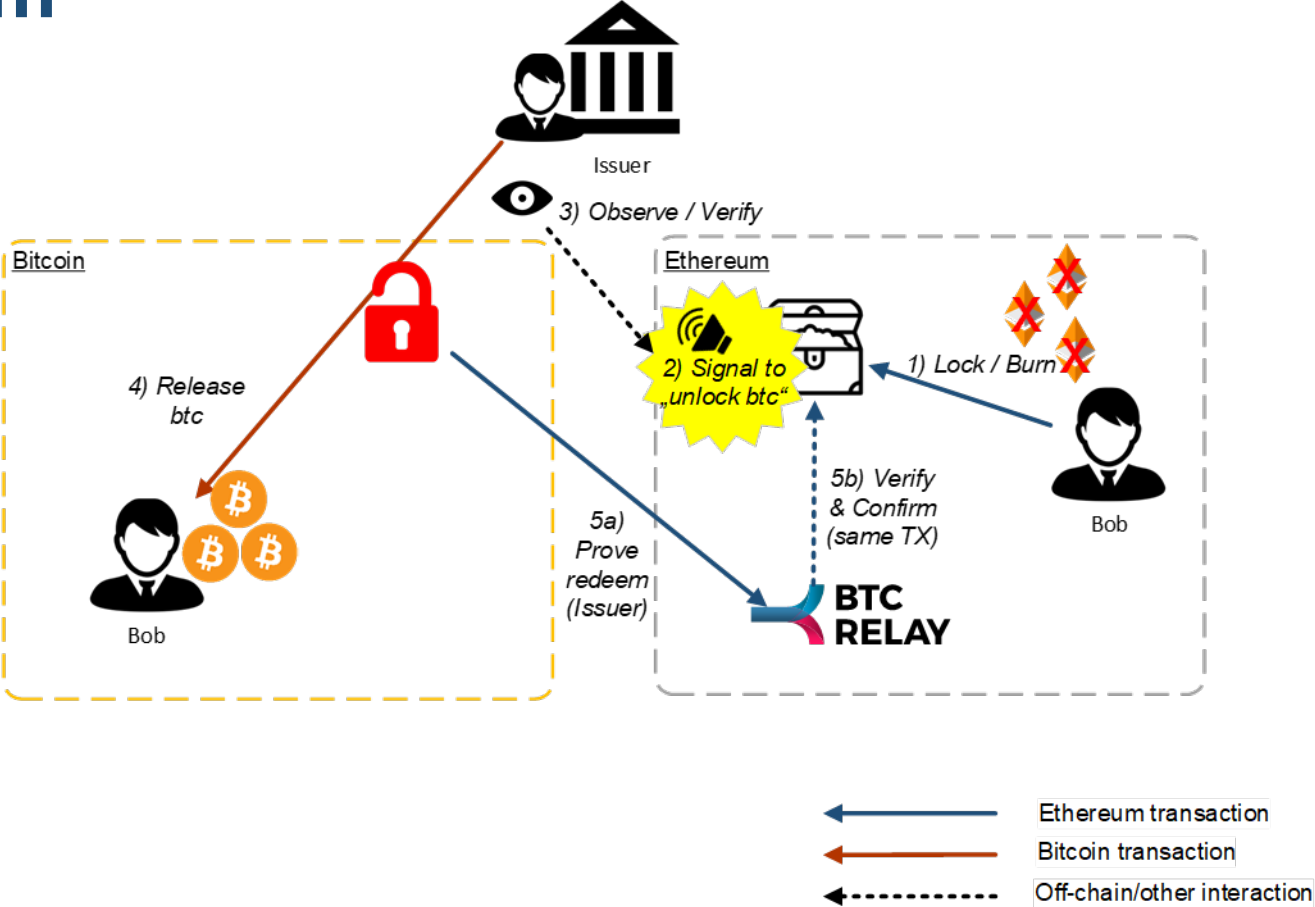 Issuer
3) Observe / Verify
Bitcoin
Ethereum
4) Release
btc
2) Signal to
„unlock btc“
1) Lock / Burn
X
X
X
5b) Verify
& Confirm
(same TX)
Bob
5a)
Prove
redeem
(Issuer)
BTC
RELAY
Bob
Ethereum transaction
Bitcoin transaction
Off-chain/other interaction